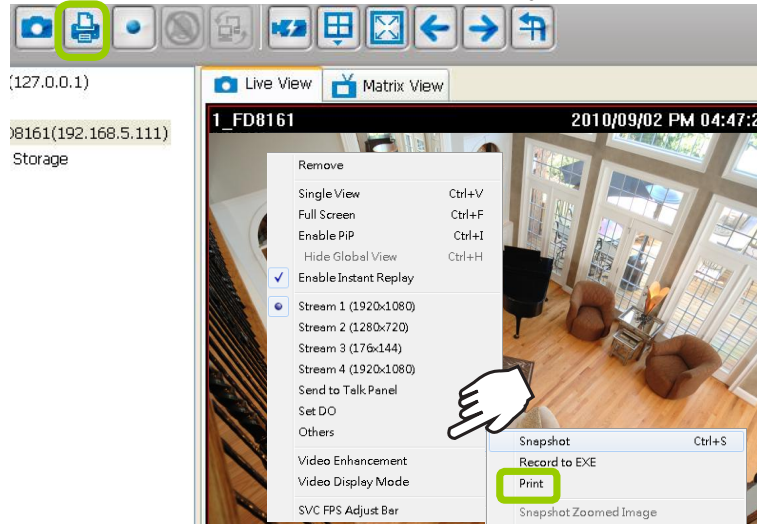 (127.0.0.1)
Live View
Matrix View
08161(192.168.5.111)
Storage
1_FD8161
2010/09/02 PM 04:47:2
Remove
Single View Ctrl+V
Full Screen Ctrl+F
Enable PiP Ctrl+I
Hide Global View Ctrl+H
Enable Instant Replay
Stream 1 (1920x1080)
Stream 2 (1280x720)
Stream 3 (176x144)
Stream 4 (1920x1080)
Send to Talk Panel
Set DO
Others
Video Enhancement
Video Display Mode
SVC FPS Adjust Bar
Snapshot Ctrl+S
Record to EXE
Print
Snapshot Zoomed Image